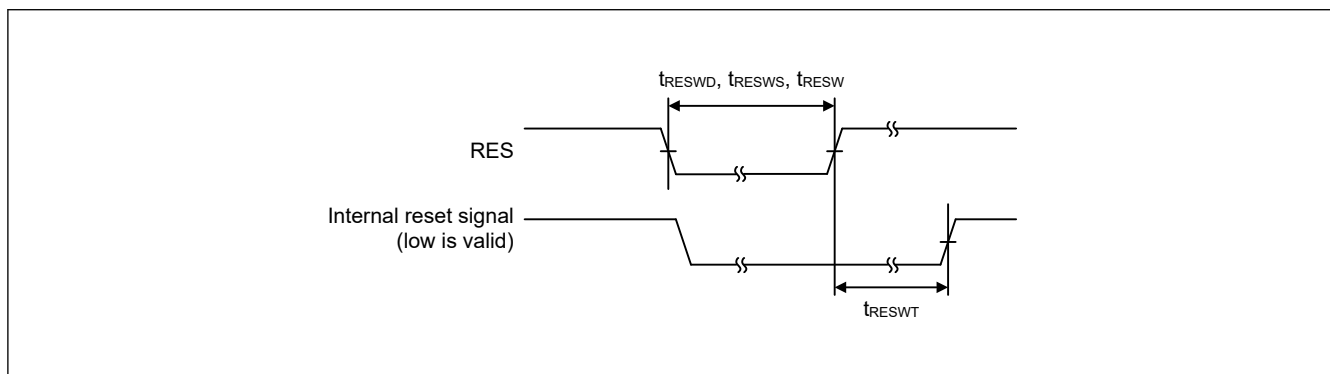 tRESWD, tRESWS, tRESW
RES
Internal reset signal
(low is valid)
tRESWT